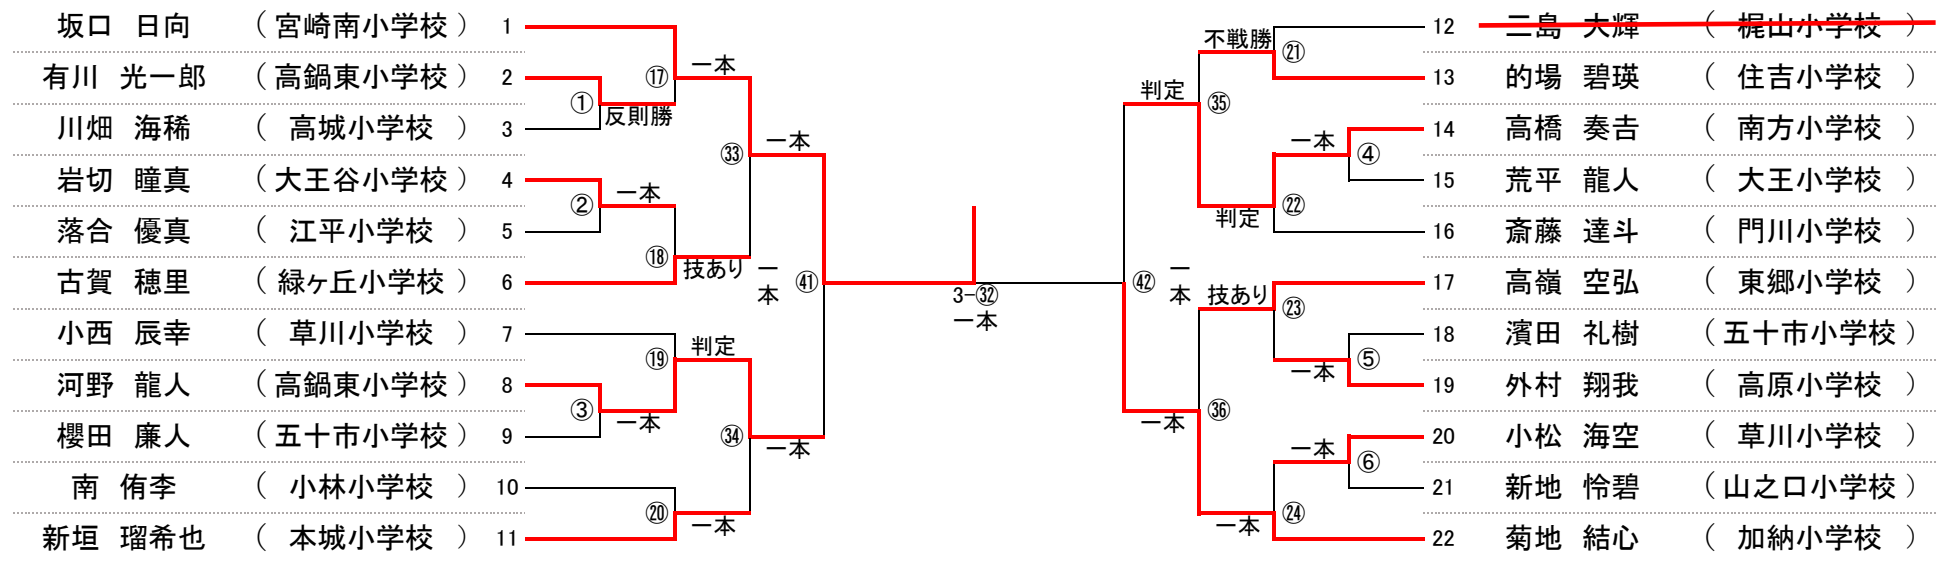 坂口 日向 （宮崎南小学校） 1
有川 光一郎 （高鍋東小学校） 2
川畑 海稀 （高城小学校） 3
岩切 瞳真 （大王谷小学校） 4
落合 優真 （江平小学校） 5
古賀 穂里 （緑ヶ丘小学校） 6
小西 辰幸 （草川小学校） 7
河野 龍人 （高鍋東小学校） 8
櫻田 廉人 （五十市小学校） 9
南 侑李 （小林小学校） 10
新垣 瑠希也 （本城小学校） 11
①
反則勝
②
一本
③
一本
⑰
一本
⑱
技あり
⑲
判定
⑳
一本
㉝
一本
㉞
一本
㊶
一本
3-㉜
一本
㊷
一本
㉟
判定
㊱
一本
㉑
不戦勝
㉒
判定
㉓
技あり
㉔
一本
④
一本
⑤
一本
⑥
一本
12 三島 大輝 （梶山小学校）
13 的場 碧瑛 （住吉小学校）
14 高橋 奏𠮷 （南方小学校）
15 荒平 龍人 （大王小学校）
16 斎藤 達斗 （門川小学校）
17 高嶺 空弘 （東郷小学校）
18 濱田 礼樹 （五十市小学校）
19 外村 翔我 （高原小学校）
20 小松 海空 （草川小学校）
21 新地 怜碧 （山之口小学校）
22 菊地 結心 （加納小学校）